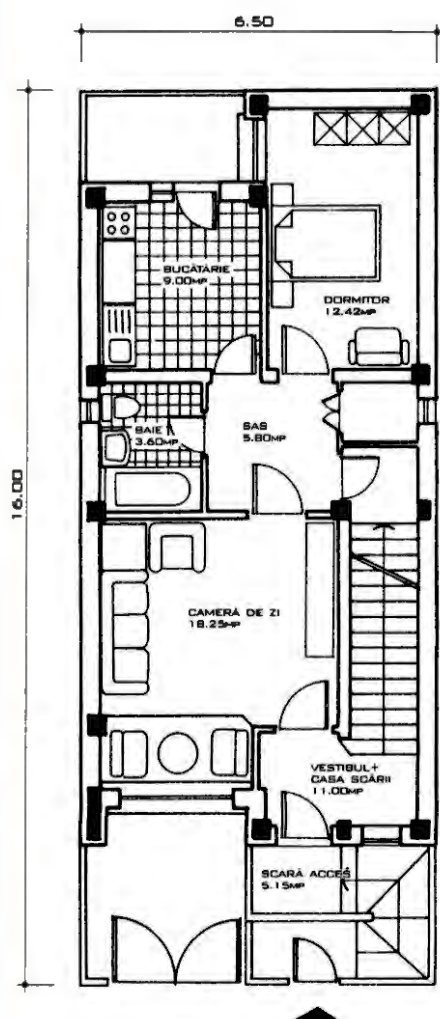 6.50
16.00
BUCĂTĂRIE
9.00MP
DORMITOR
12.42MP
BAIE
3.60MP
SAS
5.80MP
CAMERĂ DE ZI
18.25MP
VESTIBUL+
CASA SCĂRII
11.00MP
SCARĂ ACCES
5.15MP